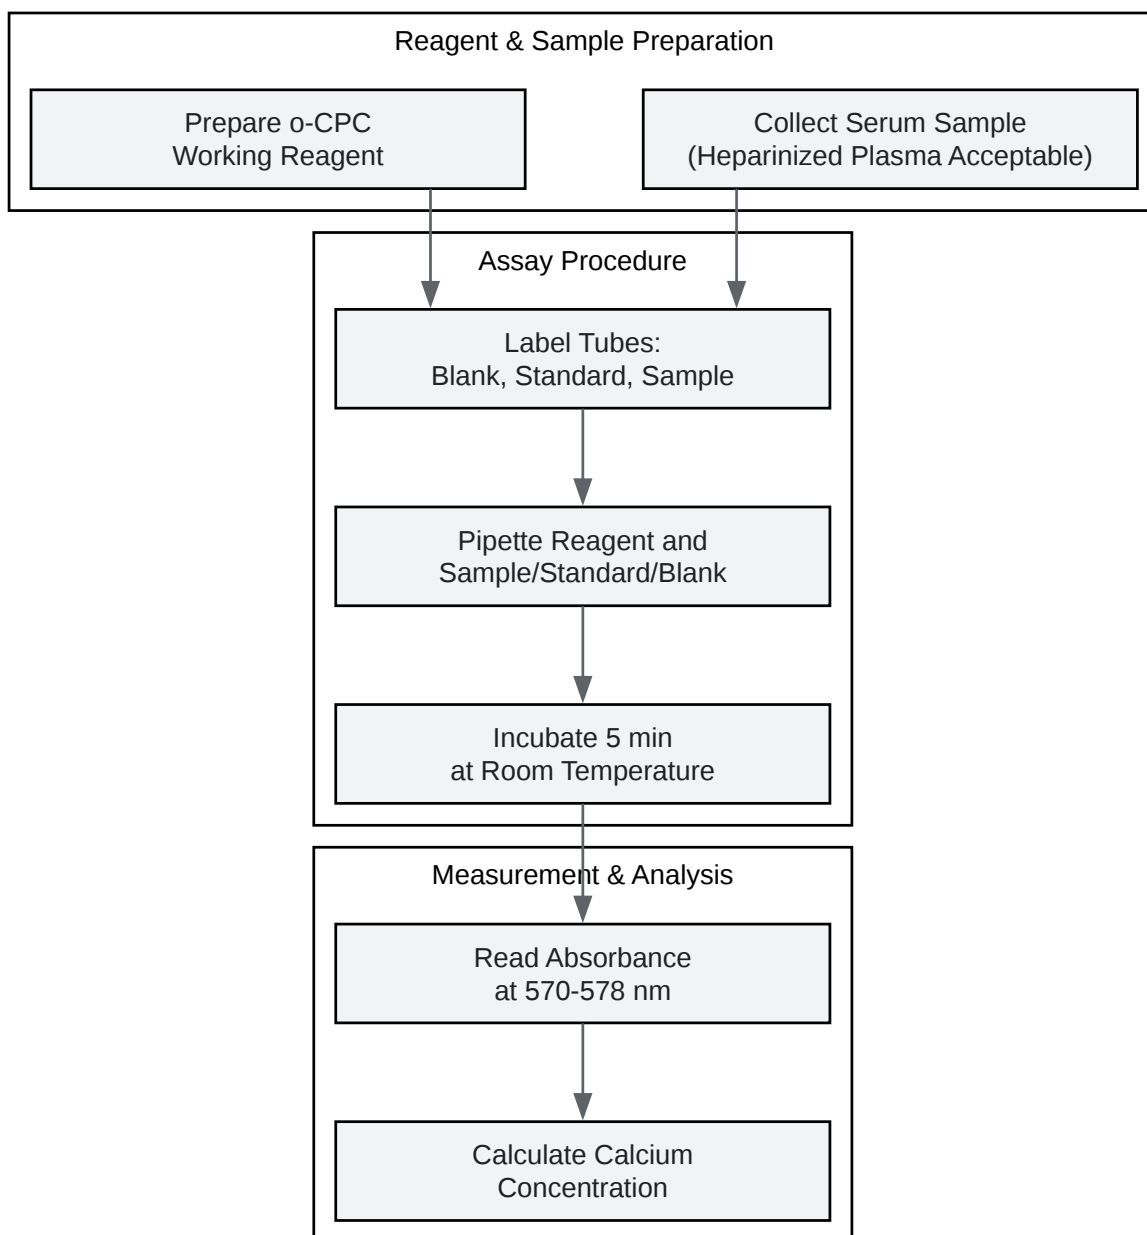 Reagent & Sample Preparation
Prepare o-CPC
Working Reagent
Collect Serum Sample
(Heparinized Plasma Acceptable)
Assay Procedure
Label Tubes:
Blank, Standard, Sample
Pipette Reagent and
Sample/Standard/Blank
Incubate 5 min
at Room Temperature
Measurement & Analysis
Read Absorbance
at 570-578 nm
Calculate Calcium
Concentration